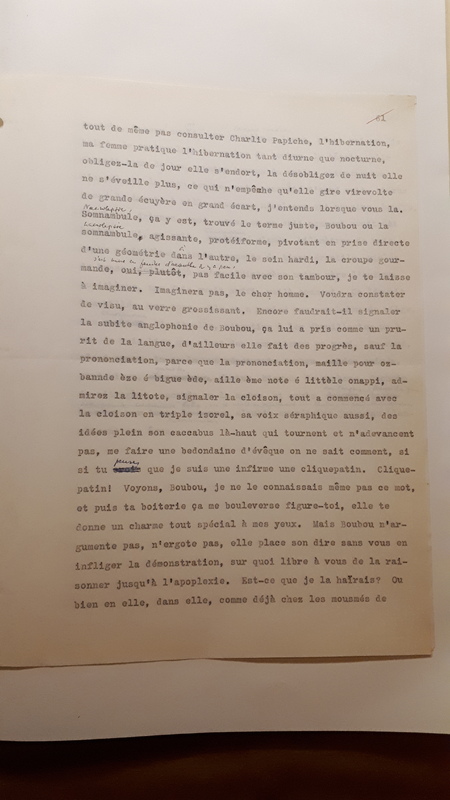 81
tout de même pas consulter Charlie Papiche, l'hibernation,
ma femme pratique l'hibernation tant diurne que nocturne,
obligez-la de jour elle s'endort, la désobligez de nuit elle
ne s'éveille plus, ce qui n'empêche qu'elle gire virevolte
de grande écuyère en grand écart, j'entends lorsque vous la.
Somnambule, ça y est, trouvé le terme juste, Boubou ou la
somnambule, agissante, protéiforme, pivotant en prise directe
d'une géométrie dans l'autre, le sein hardi, la croupe gour-
mande, oui, plutôt, pas facile avec son tambour, je te laisse
à imaginer. Imaginera pas, le cher homme. Voudra constater
de visu, au verre grossissant. Encore faudrait-il signaler
la subite anglophonie de Boubou, ça lui a pris comme un pru-
rit de la langue, d'ailleurs elle fait des progrès, sauf la
prononciation, parce que la prononciation, maille pour oz-
bannde èze é bigue ède, aille ème note é littèle onappi, ad-
mirez la litote, signaler la cloison, tout a commencé avec
la cloison en triple isorel, sa voix séraphique aussi, des
idées plein son caccabus là-haut qui tournent et n'adevancent
pas, me faire une bedondaine d'évêque on ne sait comment, si
si tu penses que je suis une infirme une cliquepatin. Clique-
patin! Voyons, Boubou, je ne le connaissais même pas ce mot,
et puis ta boiterie ça me bouleverse figure-toi, elle te
donne un charme tout spécial à mes yeux. Mais Boubou n'ar-
gumente pas, n'ergote pas, elle place son dire sans vous en
infliger la démonstration, sur quoi libre à vous de la rai-
sonner jusqu'à l'apoplexie. Est-ce que je la haïrais? Ou
bien en elle, dans elle, comme déjà chez les mousmés de